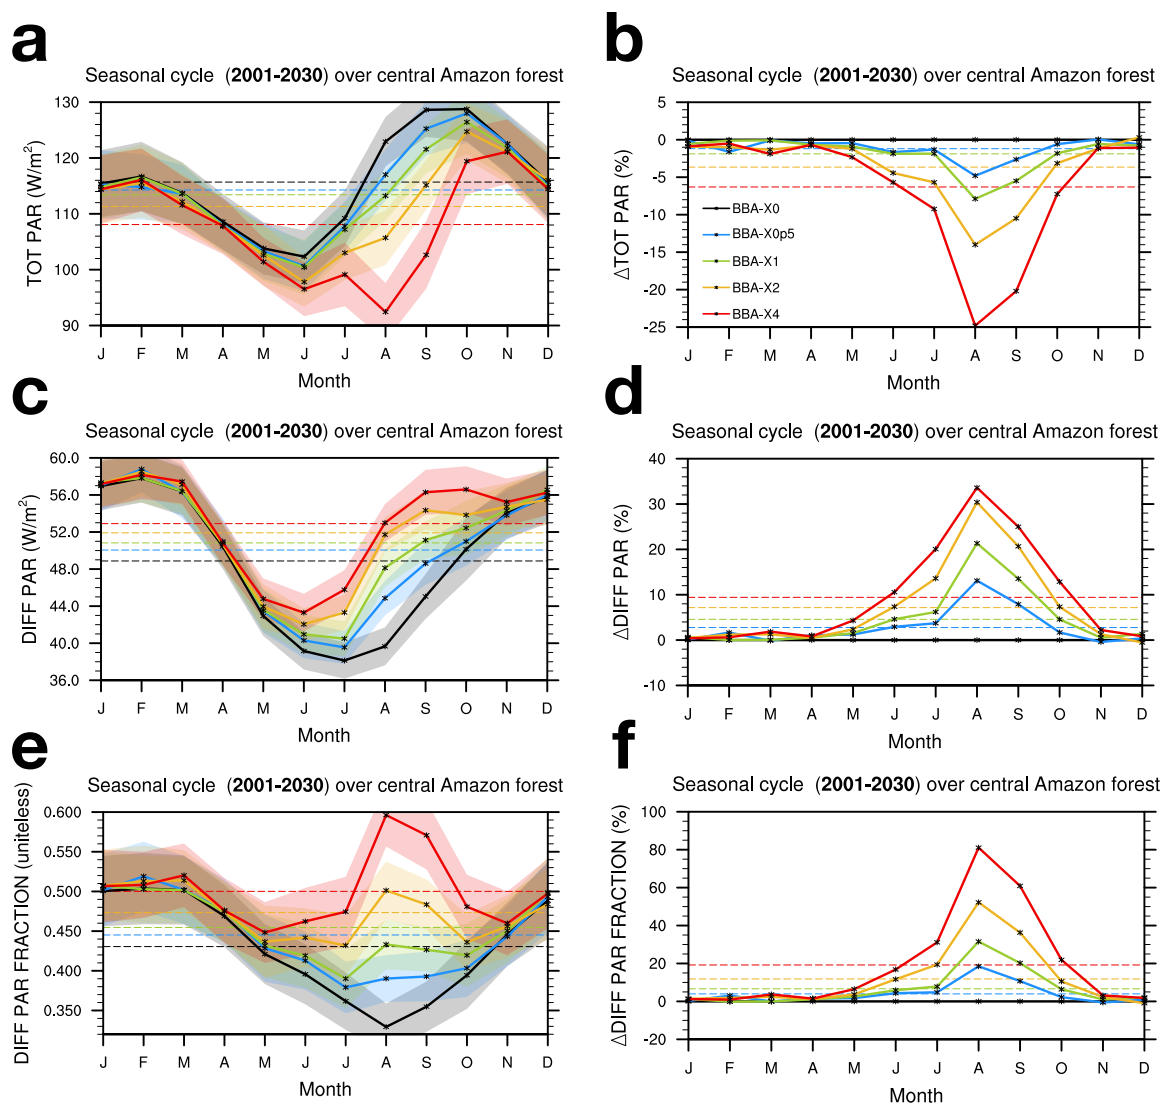 a
Seasonal cycle (2001-2030) over central Amazon forest
TOT PAR (W/m²)
130
120
110
100
90
J F M A M J J A S O N D
Month
b
Seasonal cycle (2001-2030) over central Amazon forest
△TOT PAR (%)
5
0
-5
-10
-15
-20
-25
BBA-X0
BBA-X0p5
BBA-X1
BBA-X2
BBA-X4
J F M A M J J A S O N D
Month
c
Seasonal cycle (2001-2030) over central Amazon forest
DIFF PAR (W/m²)
60.0
56.0
52.0
48.0
44.0
40.0
36.0
J F M A M J J A S O N D
Month
d
Seasonal cycle (2001-2030) over central Amazon forest
△DIFF PAR (%)
40
30
20
10
0
-10
J F M A M J J A S O N D
Month
e
Seasonal cycle (2001-2030) over central Amazon forest
DIFF PAR FRACTION (uniteless)
0.600
0.550
0.500
0.450
0.400
0.350
J F M A M J J A S O N D
Month
f
Seasonal cycle (2001-2030) over central Amazon forest
△DIFF PAR FRACTION (%)
100
80
60
40
20
0
-20
J F M A M J J A S O N D
Month